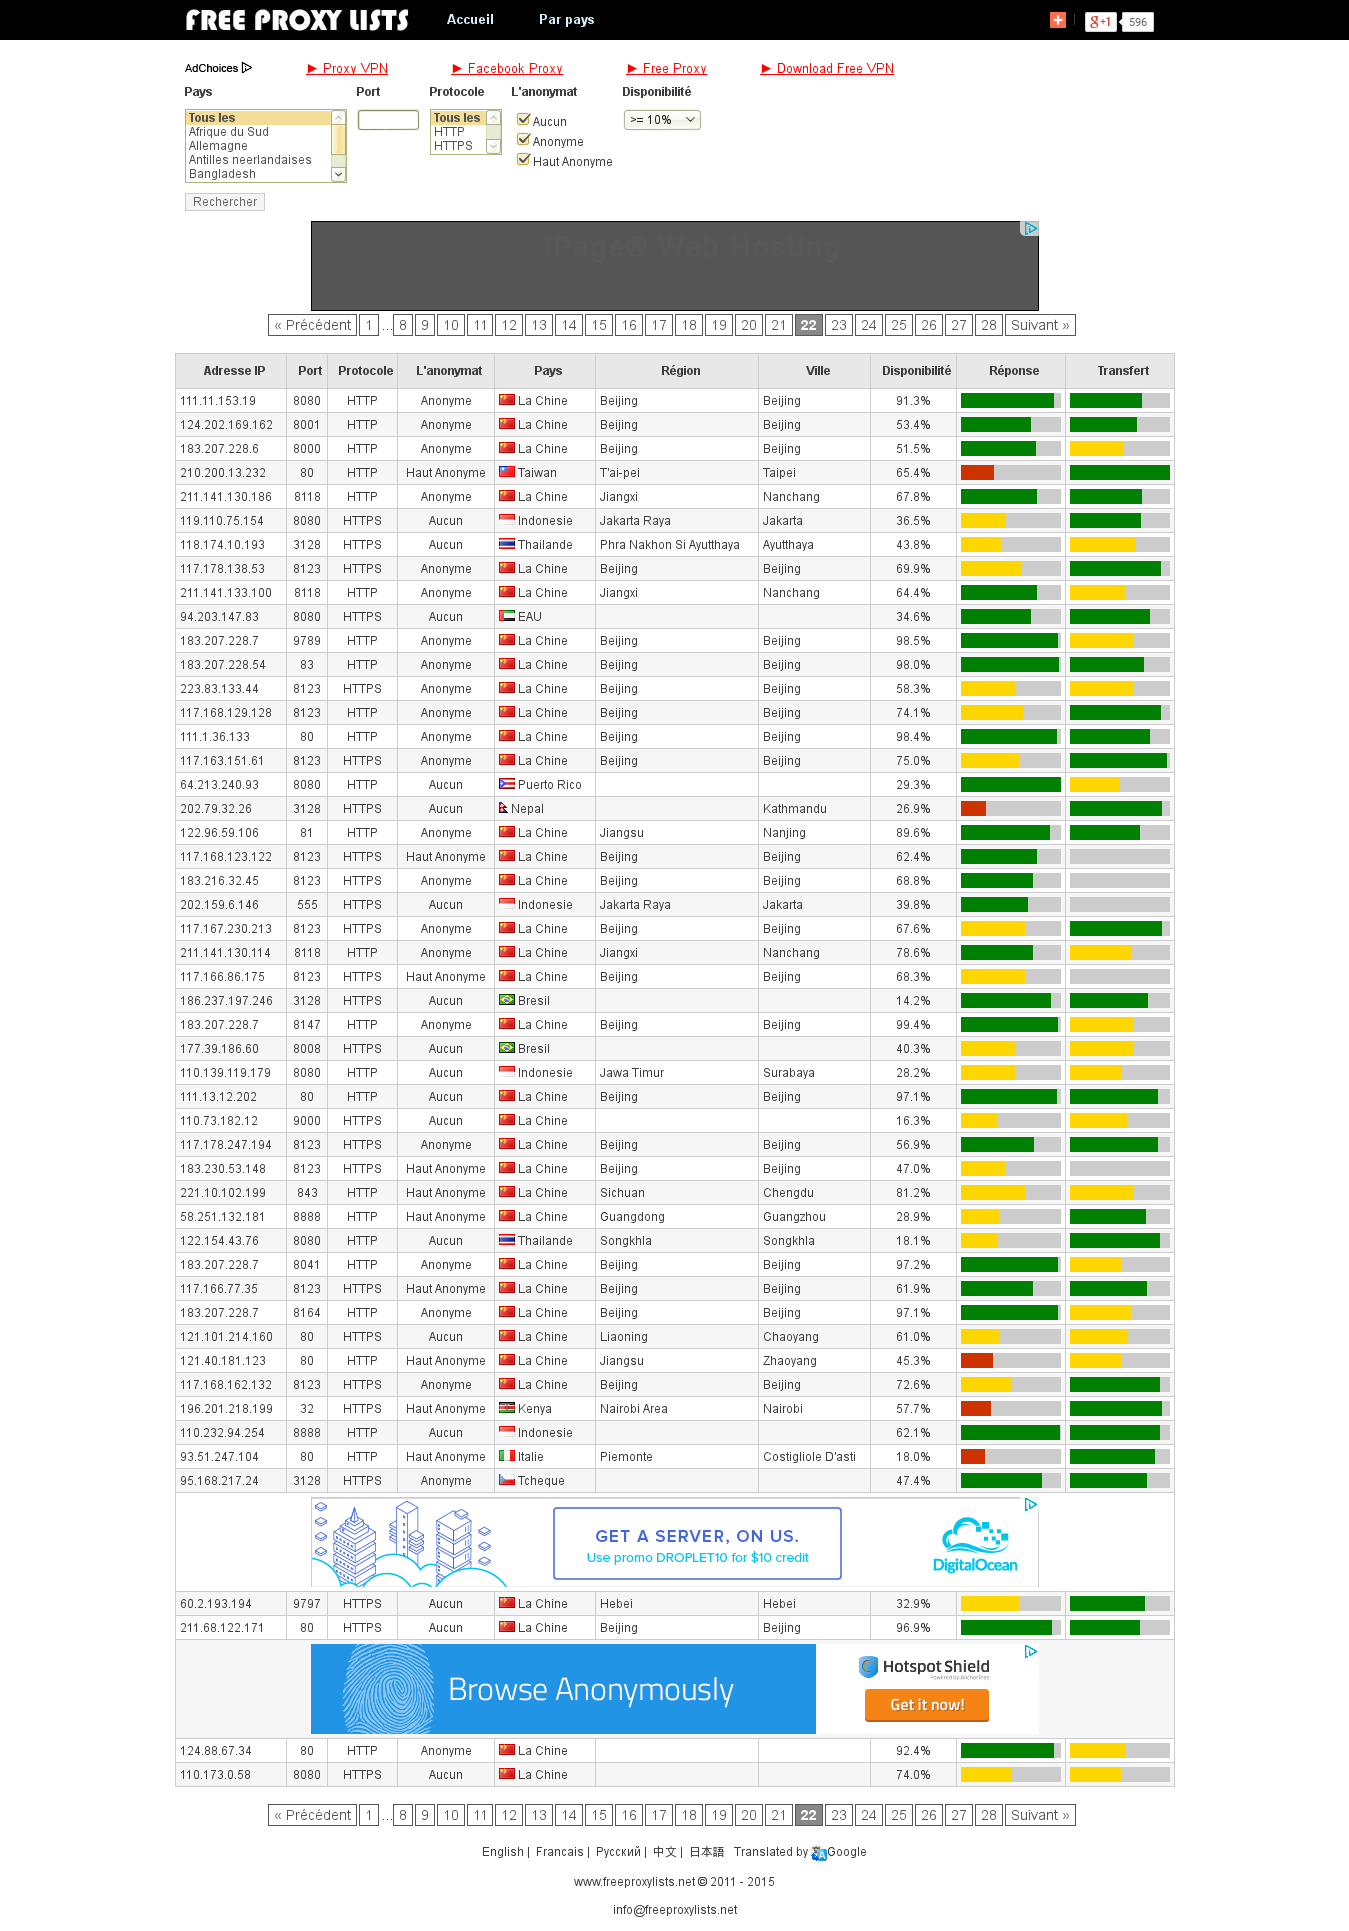 FREE PROXY LISTS Accueil Par pays g+1 596
AdChoices ► Proxy VPN ► Facebook Proxy ► Free Proxy ► Download Free VPN
Pays Port Protocole L'anonymat Disponibilité
Tous les
Afrique du Sud
Allemagne
Antilles neerlandaises
Bangladesh
Tous les
HTTP
HTTPS
Aucun
Anonyme
Haut Anonyme
>= 10%
Rechercher
iPage® Web Hosting
« Précédent 1 ... 8 9 10 11 12 13 14 15 16 17 18 19 20 21 22 23 24 25 26 27 28 Suivant »
Adresse IP Port Protocole L'anonymat Pays Région Ville Disponibilité Réponse Transfert
111.11.153.19 8080 HTTP Anonyme La Chine Beijing Beijing 91.3%
124.202.169.162 8001 HTTP Anonyme La Chine Beijing Beijing 53.4%
183.207.228.6 8000 HTTP Anonyme La Chine Beijing Beijing 51.5%
210.200.13.232 80 HTTP Haut Anonyme Taiwan T'ai-pei Taipei 65.4%
211.141.130.186 8118 HTTP Anonyme La Chine Jiangxi Nanchang 67.8%
119.110.75.154 8080 HTTPS Aucun Indonesie Jakarta Raya Jakarta 36.5%
118.174.10.193 3128 HTTPS Aucun Thailande Phra Nakhon Si Ayutthaya Ayutthaya 43.8%
117.178.138.53 8123 HTTPS Anonyme La Chine Beijing Beijing 69.9%
211.141.133.100 8118 HTTP Anonyme La Chine Jiangxi Nanchang 64.4%
94.203.147.83 8080 HTTPS Aucun EAU 34.6%
183.207.228.7 9789 HTTP Anonyme La Chine Beijing Beijing 98.5%
183.207.228.54 83 HTTP Anonyme La Chine Beijing Beijing 98.0%
223.83.133.44 8123 HTTPS Anonyme La Chine Beijing Beijing 58.3%
117.168.129.128 8123 HTTP Anonyme La Chine Beijing Beijing 74.1%
111.1.36.133 80 HTTP Anonyme La Chine Beijing Beijing 98.4%
117.163.151.61 8123 HTTPS Anonyme La Chine Beijing Beijing 75.0%
64.213.240.93 8080 HTTP Aucun Puerto Rico 29.3%
202.79.32.26 3128 HTTPS Aucun Nepal Kathmandu 26.9%
122.96.59.106 81 HTTP Anonyme La Chine Jiangsu Nanjing 89.6%
117.168.123.122 8123 HTTPS Haut Anonyme La Chine Beijing Beijing 62.4%
183.216.32.45 8123 HTTPS Anonyme La Chine Beijing Beijing 68.8%
202.159.6.146 555 HTTPS Aucun Indonesie Jakarta Raya Jakarta 39.8%
117.167.230.213 8123 HTTPS Anonyme La Chine Beijing Beijing 67.6%
211.141.130.114 8118 HTTP Anonyme La Chine Jiangxi Nanchang 78.6%
117.166.86.175 8123 HTTPS Haut Anonyme La Chine Beijing Beijing 68.3%
186.237.197.246 3128 HTTPS Aucun Bresil 14.2%
183.207.228.7 8147 HTTP Anonyme La Chine Beijing Beijing 99.4%
177.39.186.60 8008 HTTPS Aucun Bresil 40.3%
110.139.119.179 8080 HTTP Aucun Indonesie Jawa Timur Surabaya 28.2%
111.13.12.202 80 HTTP Aucun La Chine Beijing Beijing 97.1%
110.73.182.12 9000 HTTPS Aucun La Chine 16.3%
117.178.247.194 8123 HTTPS Anonyme La Chine Beijing Beijing 56.9%
183.230.53.148 8123 HTTPS Haut Anonyme La Chine Beijing Beijing 47.0%
221.10.102.199 843 HTTP Haut Anonyme La Chine Sichuan Chengdu 81.2%
58.251.132.181 8888 HTTP Haut Anonyme La Chine Guangdong Guangzhou 28.9%
122.154.43.76 8080 HTTP Aucun Thailande Songkhla Songkhla 18.1%
183.207.228.7 8041 HTTP Anonyme La Chine Beijing Beijing 97.2%
117.166.77.35 8123 HTTPS Haut Anonyme La Chine Beijing Beijing 61.9%
183.207.228.7 8164 HTTP Anonyme La Chine Beijing Beijing 97.1%
121.101.214.160 80 HTTPS Aucun La Chine Liaoning Chaoyang 61.0%
121.40.181.123 80 HTTP Haut Anonyme La Chine Jiangsu Zhaoyang 45.3%
117.168.162.132 8123 HTTPS Anonyme La Chine Beijing Beijing 72.6%
196.201.218.199 32 HTTPS Haut Anonyme Kenya Nairobi Area Nairobi 57.7%
110.232.94.254 8888 HTTP Aucun Indonesie 62.1%
93.51.247.104 80 HTTP Haut Anonyme Italie Piemonte Costigliole D'asti 18.0%
95.168.217.24 3128 HTTPS Anonyme Tcheque 47.4%
GET A SERVER, ON US.
Use promo DROPLET10 for $10 credit
DigitalOcean
60.2.193.194 9797 HTTPS Aucun La Chine Hebei Hebei 32.9%
211.68.122.171 80 HTTPS Aucun La Chine Beijing Beijing 96.9%
Browse Anonymously
Hotspot Shield
Powered by AnchorFree
Get it now!
124.88.67.34 80 HTTP Anonyme La Chine 92.4%
110.173.0.58 8080 HTTPS Aucun La Chine 74.0%
« Précédent 1 ... 8 9 10 11 12 13 14 15 16 17 18 19 20 21 22 23 24 25 26 27 28 Suivant »
English | Francais | Русский | 中文 | 日本語 Translated by Google
www.freeproxylists.net © 2011 - 2015
info@freeproxylists.net